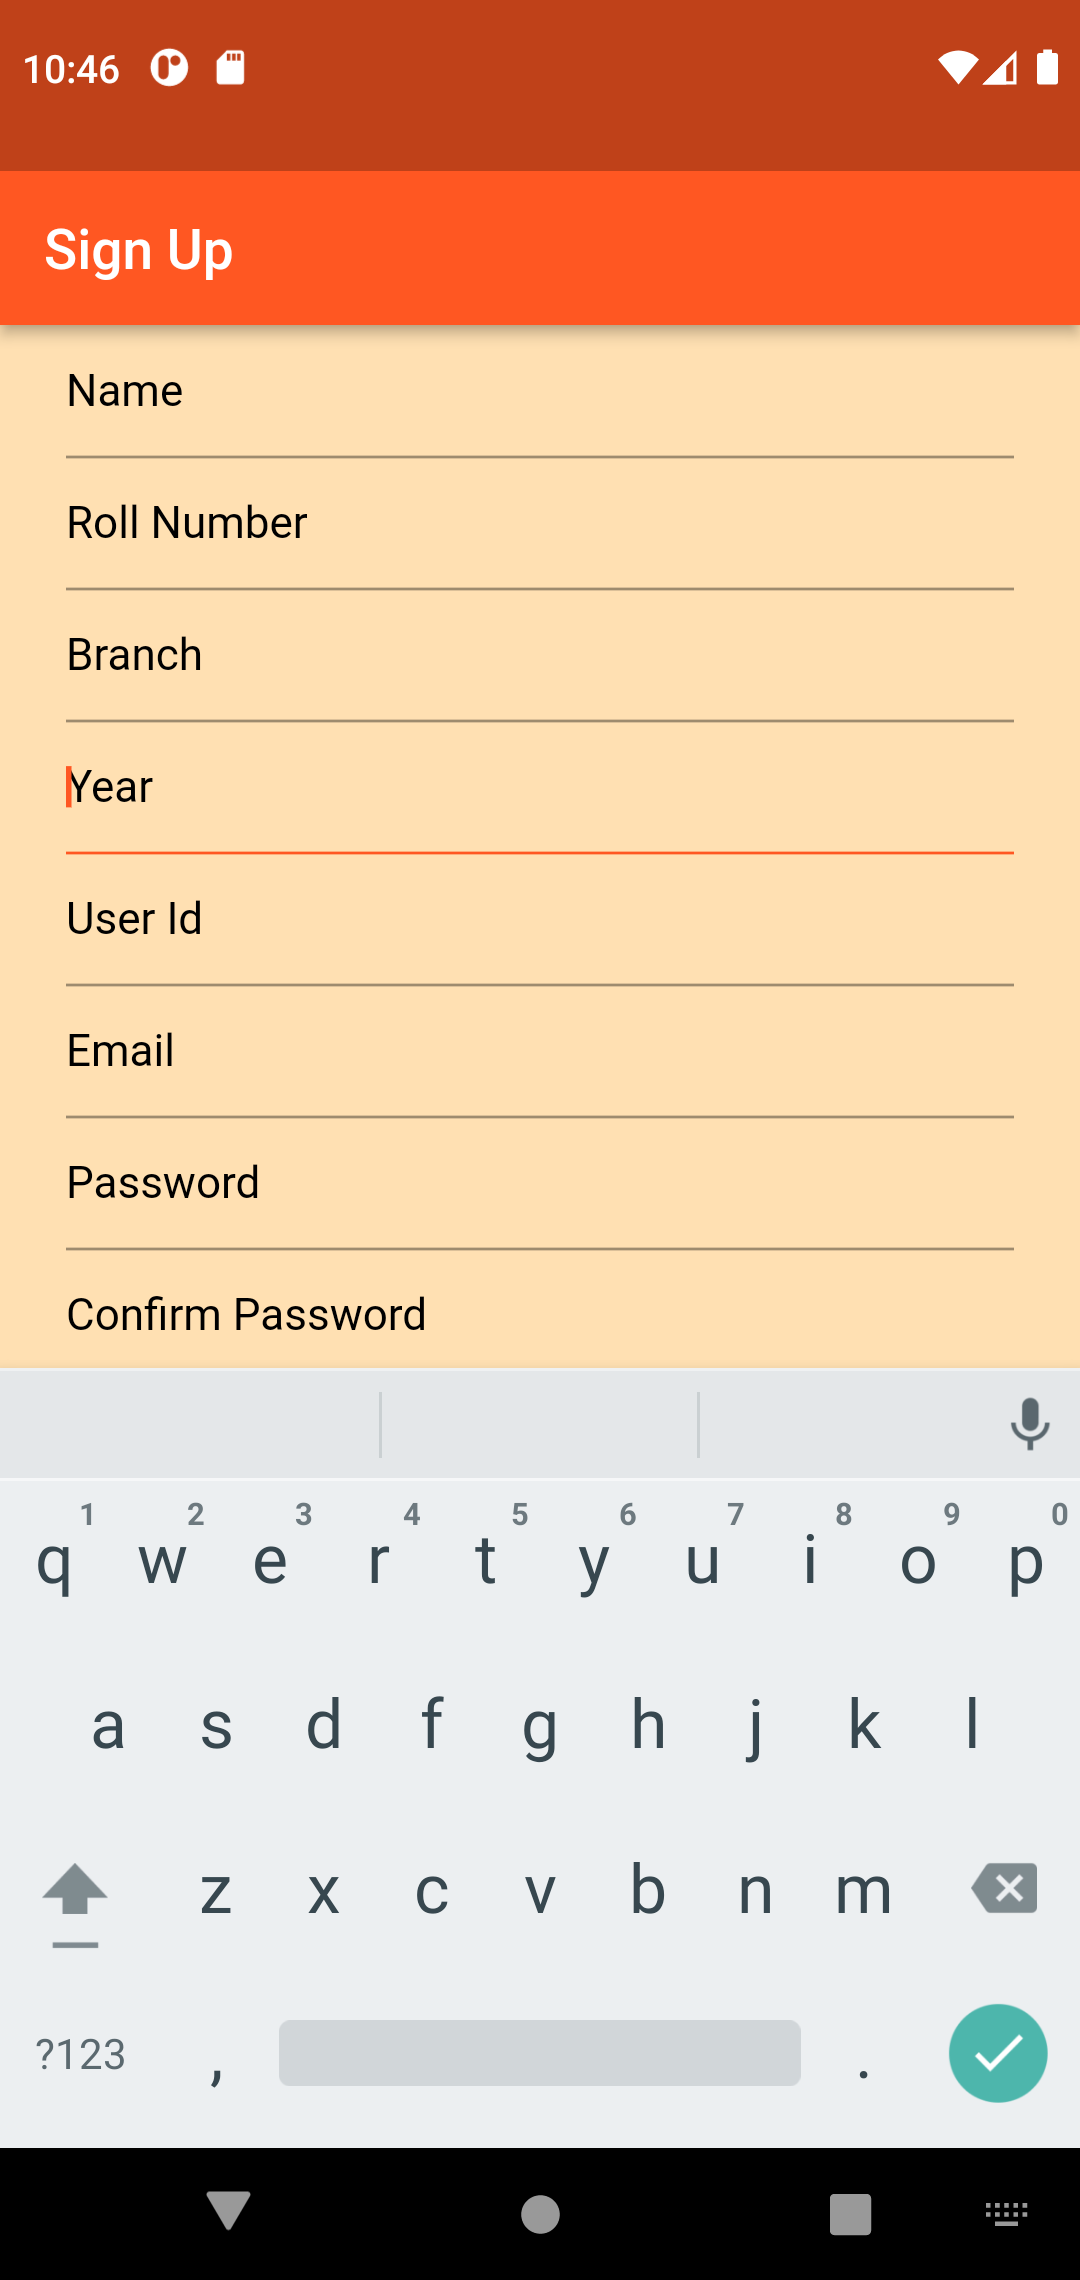 10:46
Sign Up
Name
Roll Number
Branch
Year
User Id
Email
Password
Confirm Password
1 2 3 4 5 6 7 8 9 0
q w e r t y u i o p
a s d f g h j k l
z x c v b n m
?123 , .